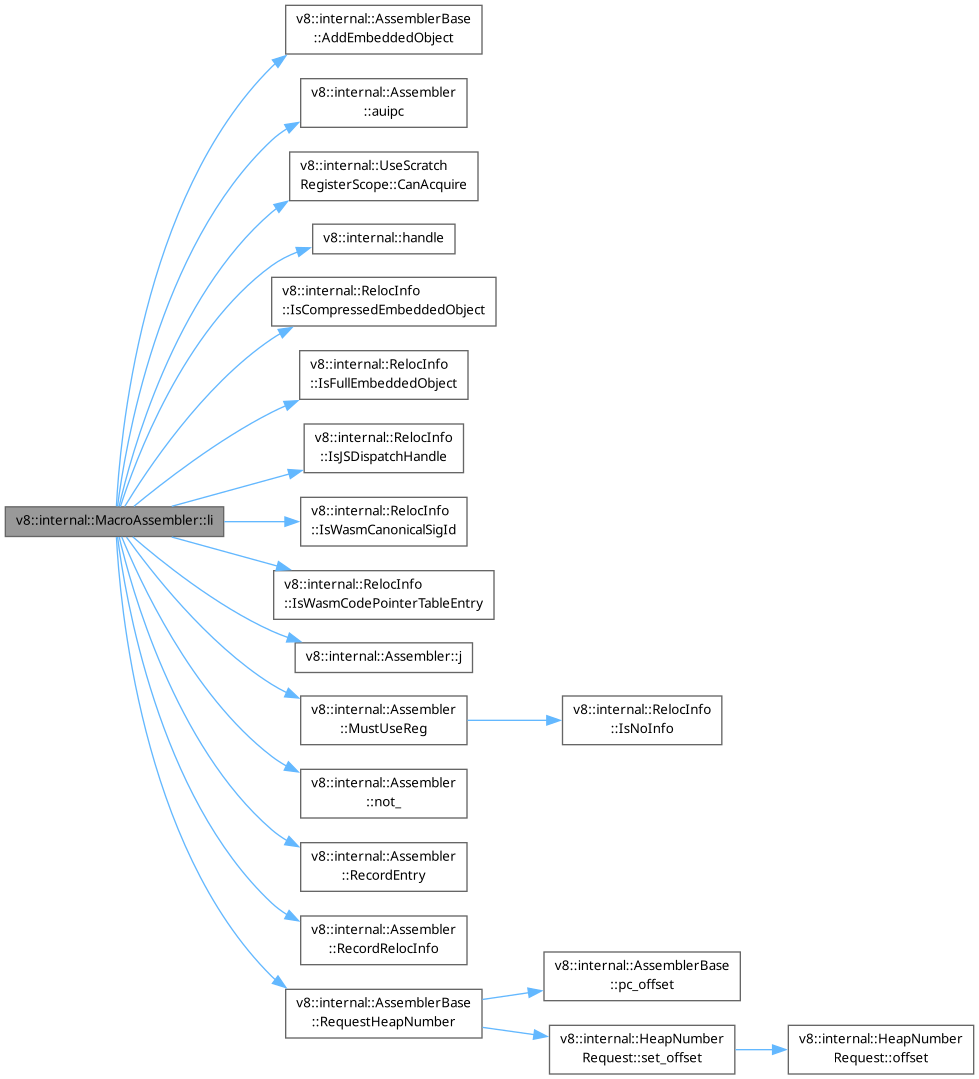 v8::internal::AssemblerBase
::AddEmbeddedObject
v8::internal::Assembler
::auipc
v8::internal::UseScratch
RegisterScope::CanAcquire
v8::internal::handle
v8::internal::RelocInfo
::IsCompressedEmbeddedObject
v8::internal::RelocInfo
::IsFullEmbeddedObject
v8::internal::RelocInfo
::IsJSDispatchHandle
v8::internal::MacroAssembler::li
v8::internal::RelocInfo
::IsWasmCanonicalSigId
v8::internal::RelocInfo
::IsWasmCodePointerTableEntry
v8::internal::Assembler::j
v8::internal::Assembler
::MustUseReg
v8::internal::RelocInfo
::IsNoInfo
v8::internal::Assembler
::not_
v8::internal::Assembler
::RecordEntry
v8::internal::Assembler
::RecordRelocInfo
v8::internal::AssemblerBase
::RequestHeapNumber
v8::internal::AssemblerBase
::pc_offset
v8::internal::HeapNumber
Request::set_offset
v8::internal::HeapNumber
Request::offset